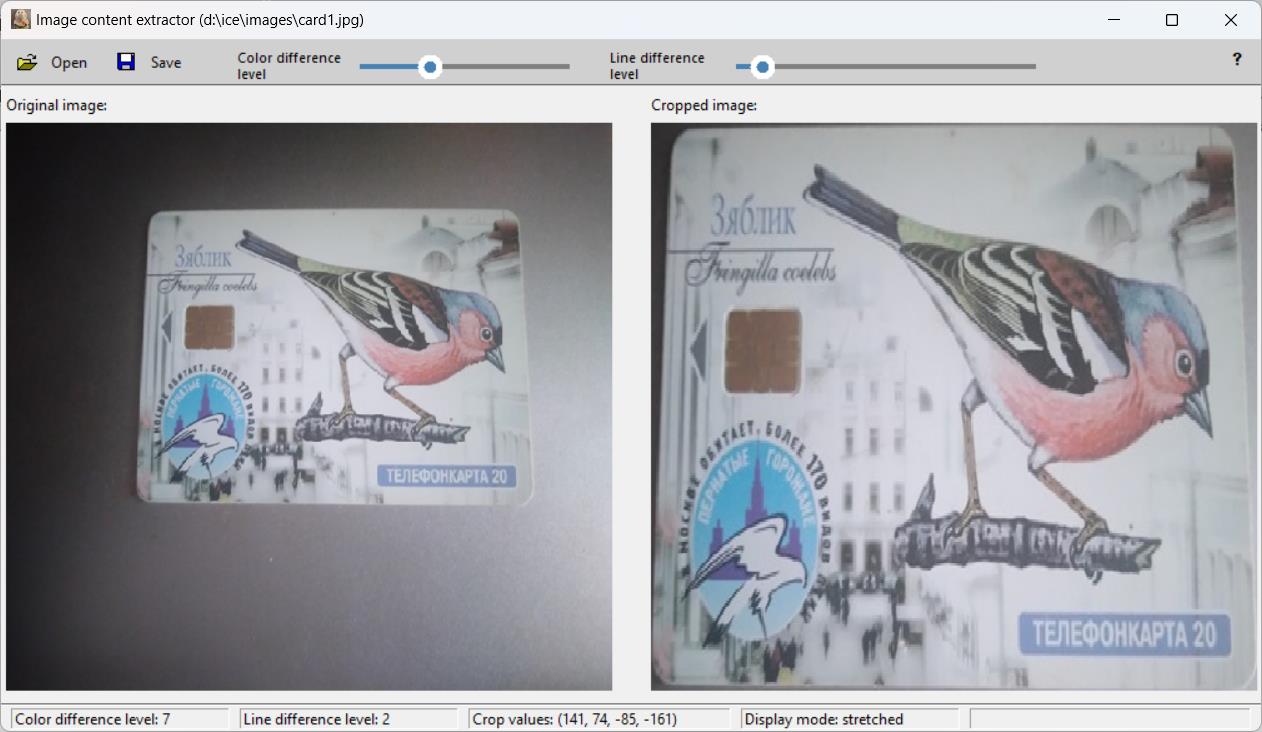 Image content extractor (d:\ice\images\card1.jpg)
Open
Save
Color difference level
Line difference level
?
Original image:
Cropped image:
Зяблик
Fringilla coelebs
В МОСКВЕ ОБИТАЕТ БОЛЕЕ 170 ВИДОВ
ПЕРНАТЫЕ ГОРОЖАНЕ
ТЕЛЕФОНКАРТА 20
Зяблик
Fringilla coelebs
В МОСКВЕ ОБИТАЕТ БОЛЕЕ 170 ВИДОВ
ПЕРНАТЫЕ ГОРОЖАНЕ
ТЕЛЕФОНКАРТА 20
Color difference level: 7
Line difference level: 2
Crop values: (141, 74, -85, -161)
Display mode: stretched